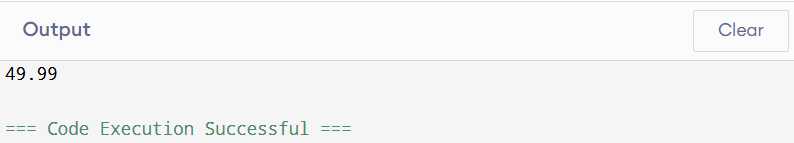 Output
Clear
49.99
=== Code Execution Successful ===